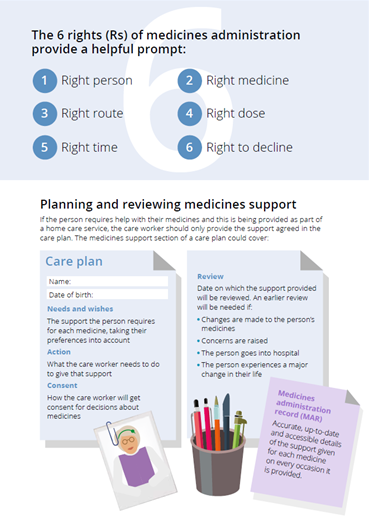 The 6 rights (Rs) of medicines administration
provide a helpful prompt:
6
1 Right person
2 Right medicine
3 Right route
4 Right dose
5 Right time
6 Right to decline
Planning and reviewing medicines support
If the person requires help with their medicines and this is being provided as part of
a home care service, the care worker should only provide the support agreed in the
care plan. The medicines support section of a care plan could cover:
Care plan
Name:
Date of birth:
Needs and wishes
The support the person requires
for each medicine, taking their
preferences into account
Action
What the care worker needs to do
to give that support
Consent
How the care worker will get
consent for decisions about
medicines
Review
Date on which the support provided
will be reviewed. An earlier review
will be needed if:
• Changes are made to the person's
medicines
• Concerns are raised
• The person goes into hospital
• The person experiences a major
change in their life
Medicines
administration
record (MAR)
Accurate, up-to-date
and accessible details
of the support given
for each medicine
on every occasion it
is provided.